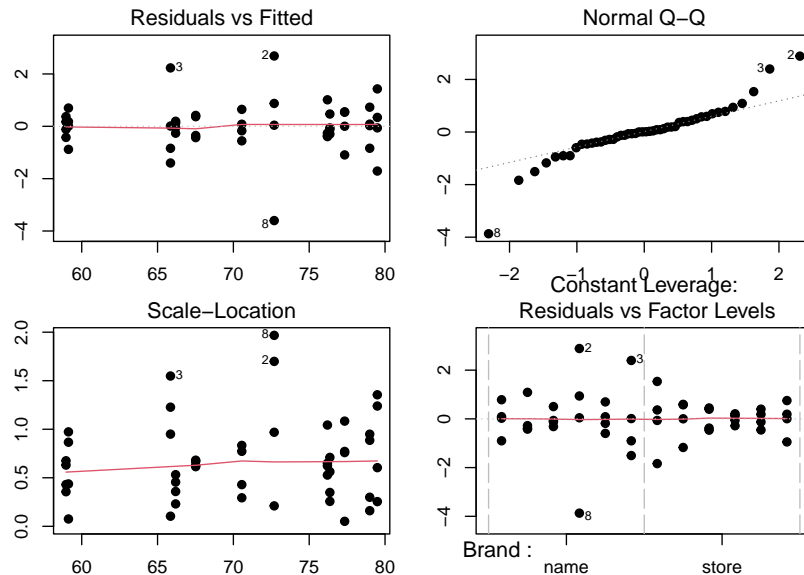 Residuals vs Fitted
Normal Q−Q
2
3
8
2
0
−2
−4
60 65 70 75 80
3
2
8
2
0
−2
−4
−2 −1 0 1 2
Scale−Location
Constant Leverage:
Residuals vs Factor Levels
8
2
3
2.0
1.5
1.0
0.5
0.0
60 65 70 75 80
2
3
8
2
0
−2
−4
Brand :
name store